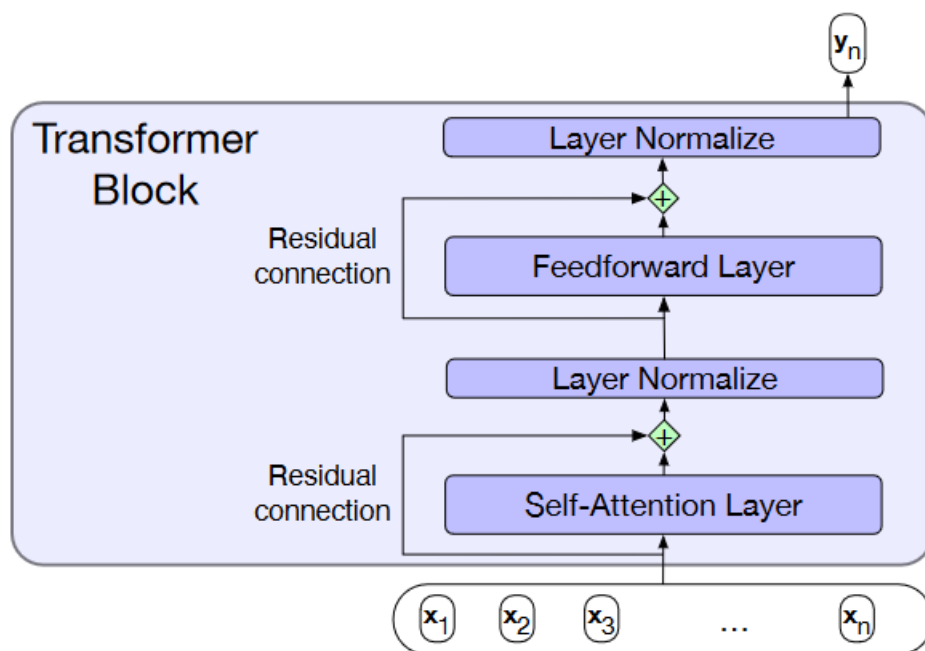 yn
Transformer
Block
Layer Normalize
+
Residual
connection
Feedforward Layer
Layer Normalize
+
Residual
connection
Self-Attention Layer
x1 x2 x3 ... xn